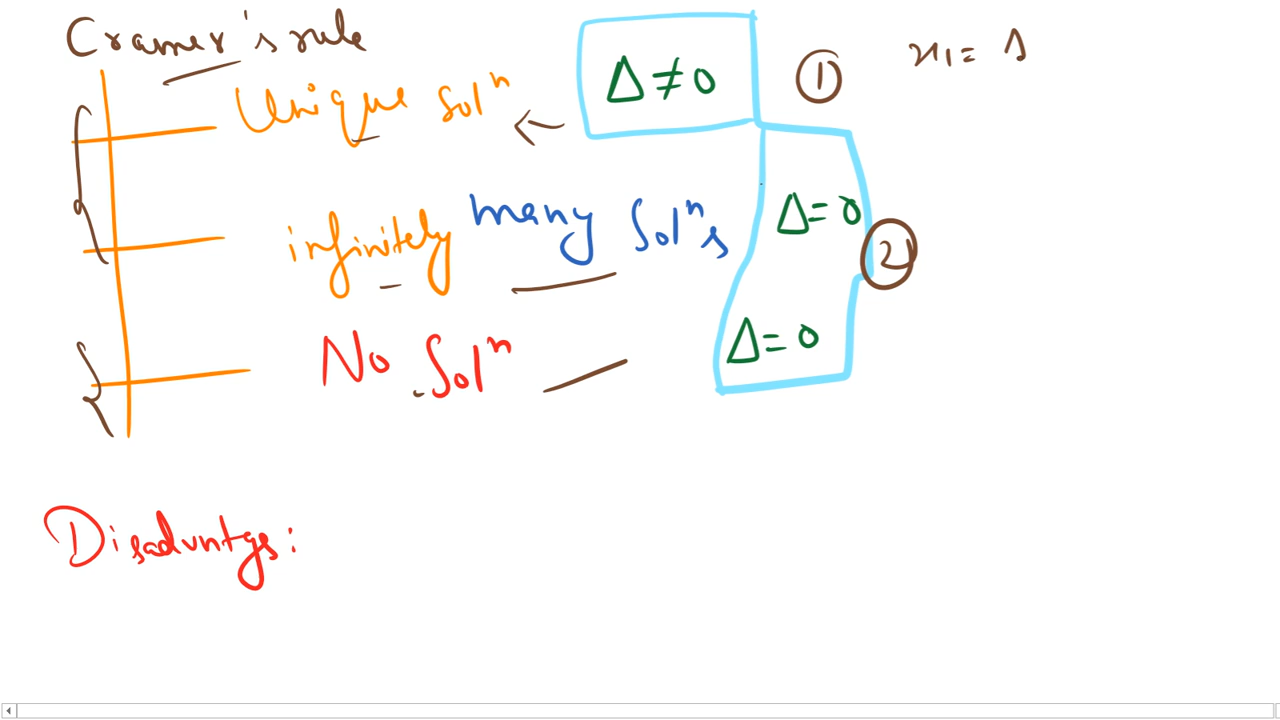 Cramer's rule
Unique Solⁿ ← Δ ≠ 0 ① x₁ = 1
infinitely many Solⁿs Δ = 0 ②
No Solⁿ Δ = 0
Disadvntgs: